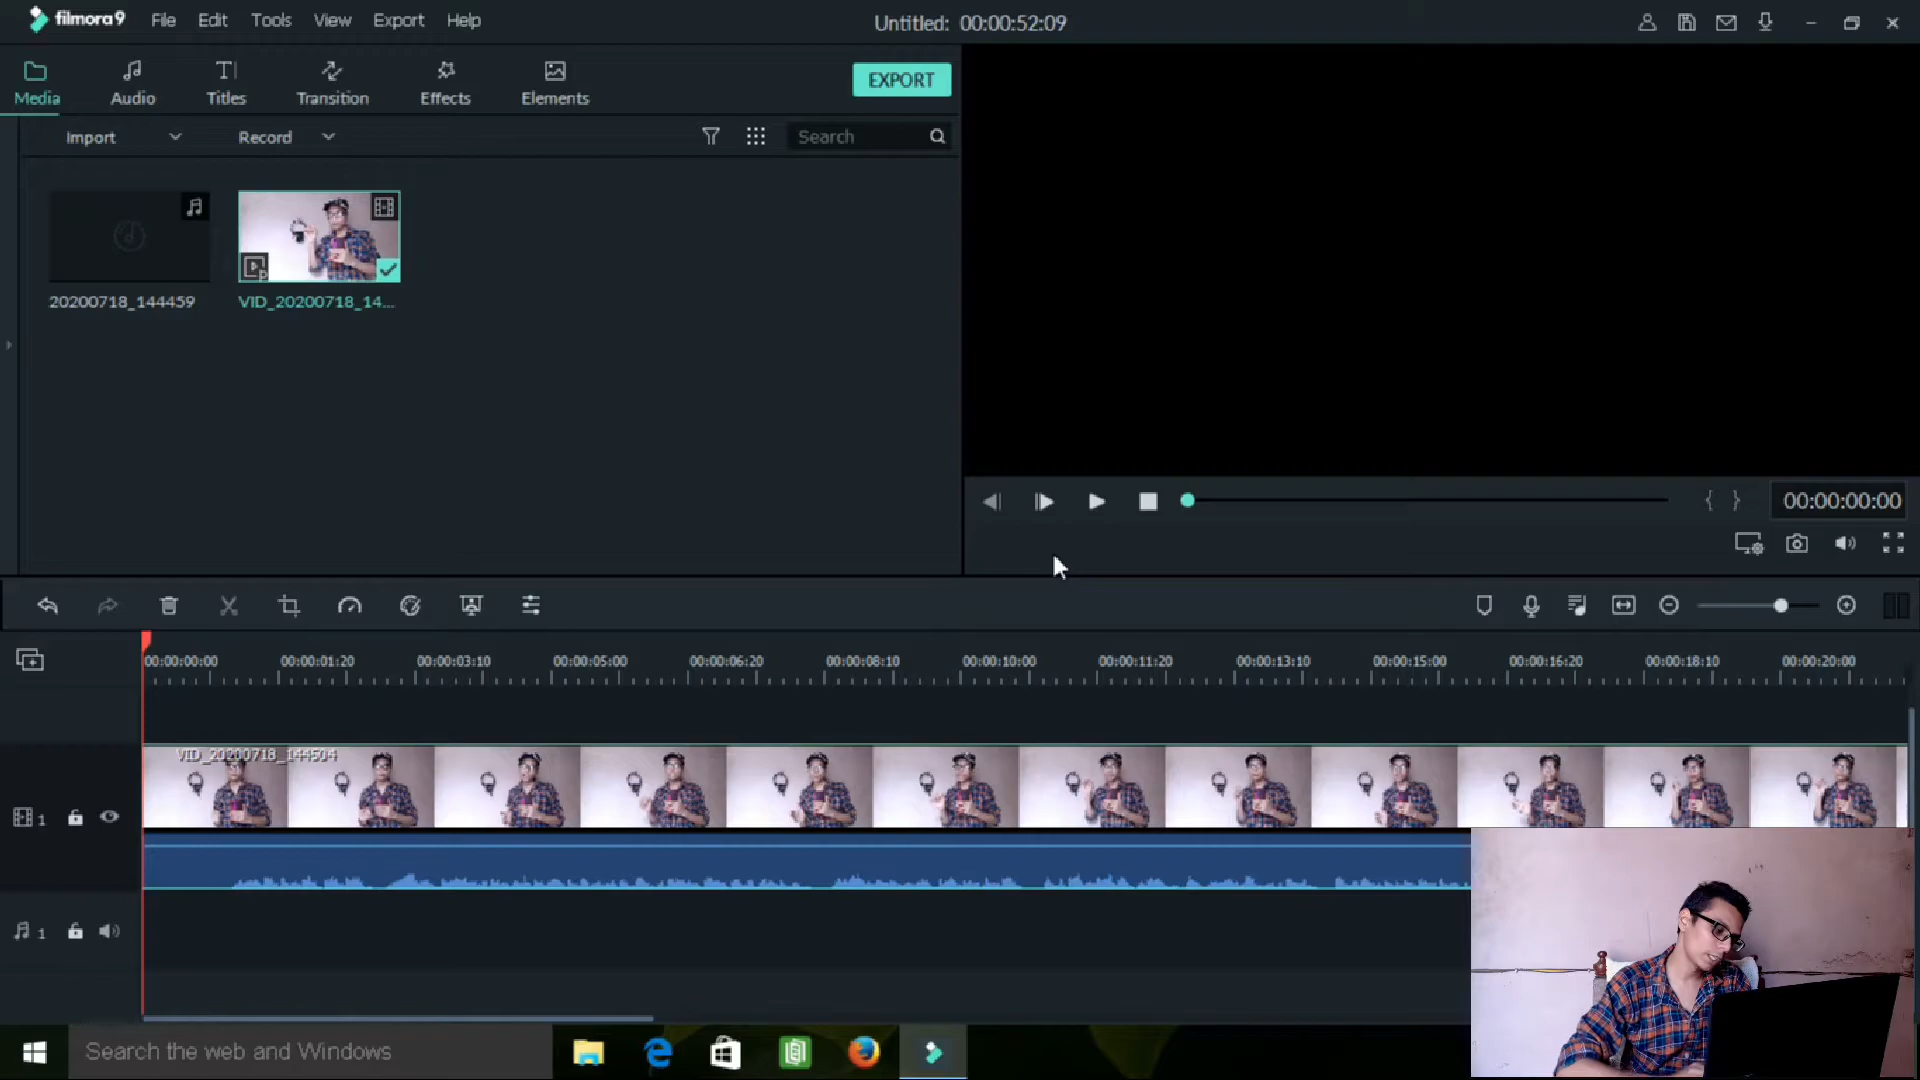 filmora9 File Edit Tools View Export Help Untitled: 00:00:52:09
Media Audio Titles Transition Effects Elements EXPORT
Import Record Search
20200718_144459 VID_20200718_14...
00:00:00:00
00:00:00:00 00:00:01:20 00:00:03:10 00:00:05:00 00:00:06:20 00:00:08:10 00:00:10:00 00:00:11:20 00:00:13:10 00:00:15:00 00:00:16:20 00:00:18:10 00:00:20:00
VID_20200718_144504
1
1
Search the web and Windows